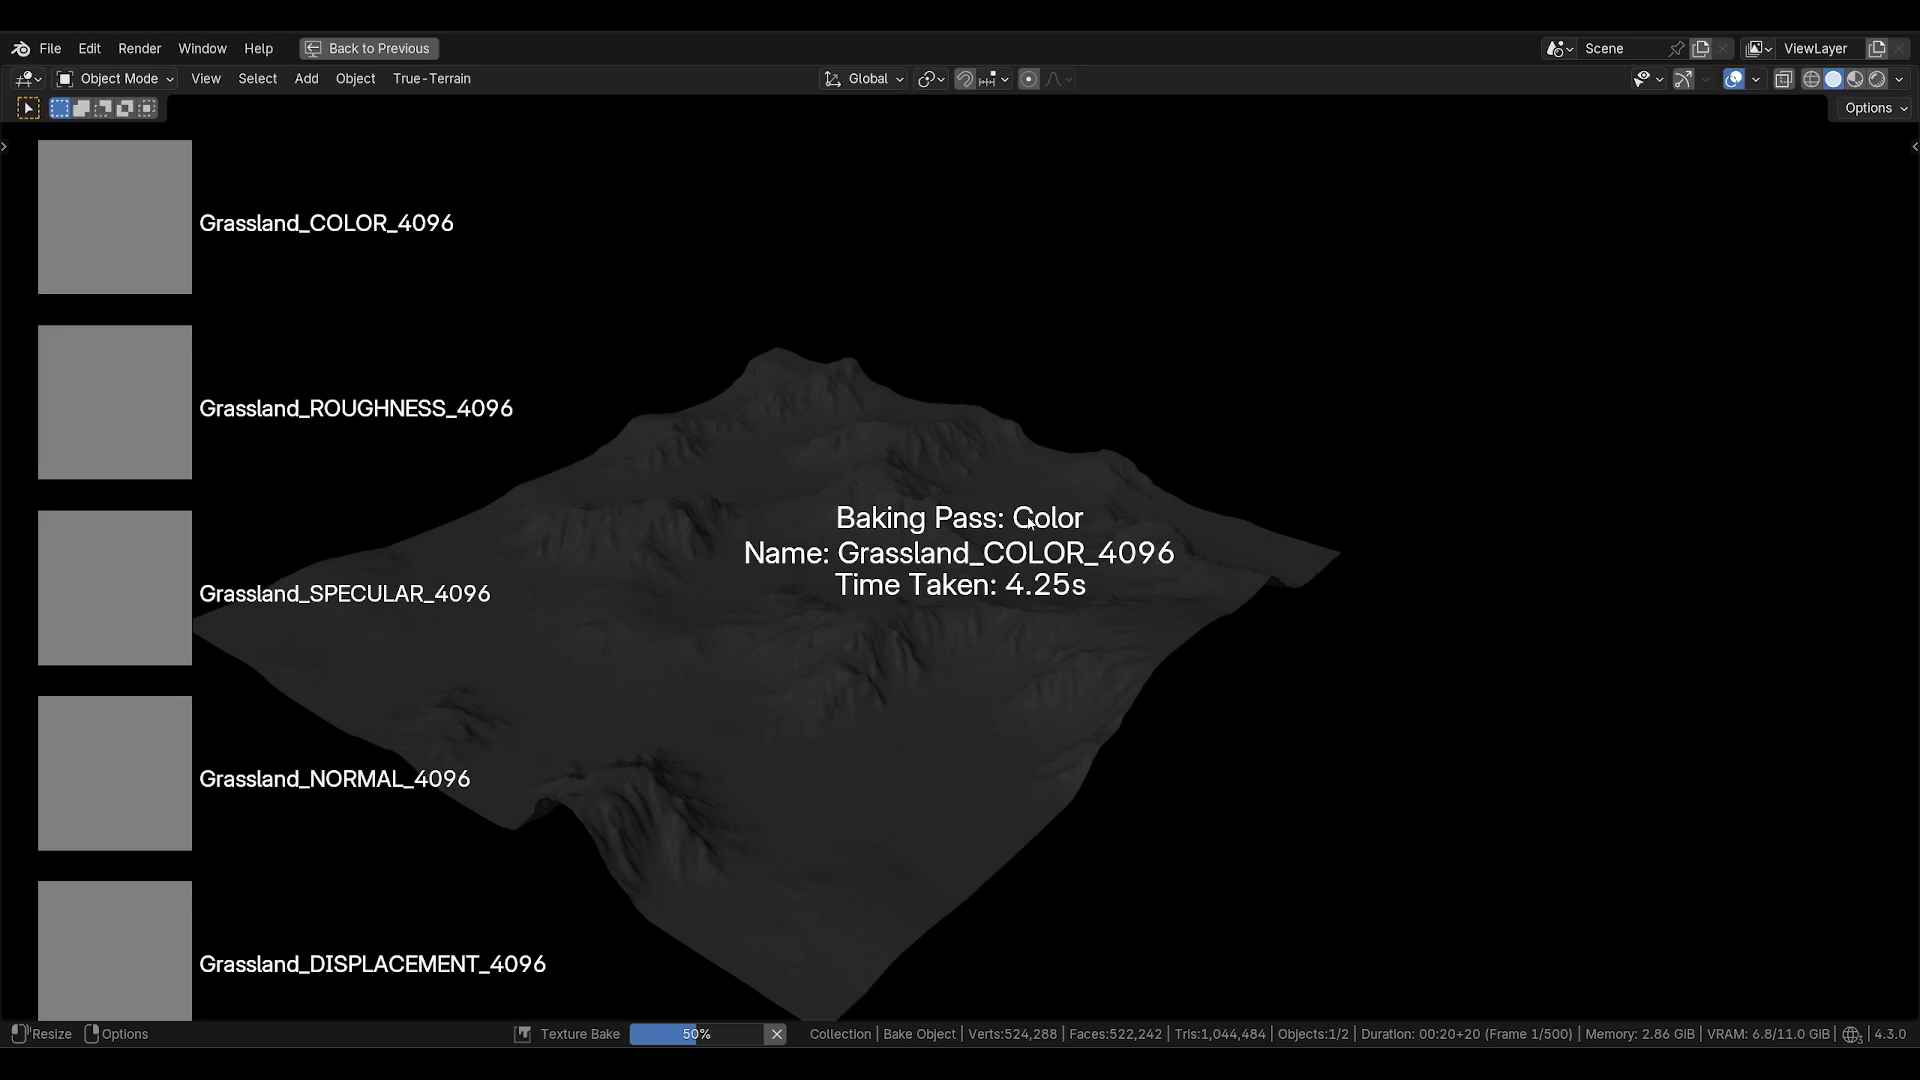 File Edit Render Window Help Back to Previous Scene ViewLayer
Object Mode View Select Add Object True-Terrain Global
Options
Grassland_COLOR_4096
Grassland_ROUGHNESS_4096
Baking Pass: Color
Name: Grassland_COLOR_4096
Time Taken: 4.25s
Grassland_SPECULAR_4096
Grassland_NORMAL_4096
Grassland_DISPLACEMENT_4096
Resize Options Texture Bake 50% Collection | Bake Object | Verts:524,288 | Faces:522,242 | Tris:1,044,484 | Objects:1/2 | Duration: 00:20+20 (Frame 1/500) | Memory: 2.86 GiB | VRAM: 6.8/11.0 GiB | 4.3.0